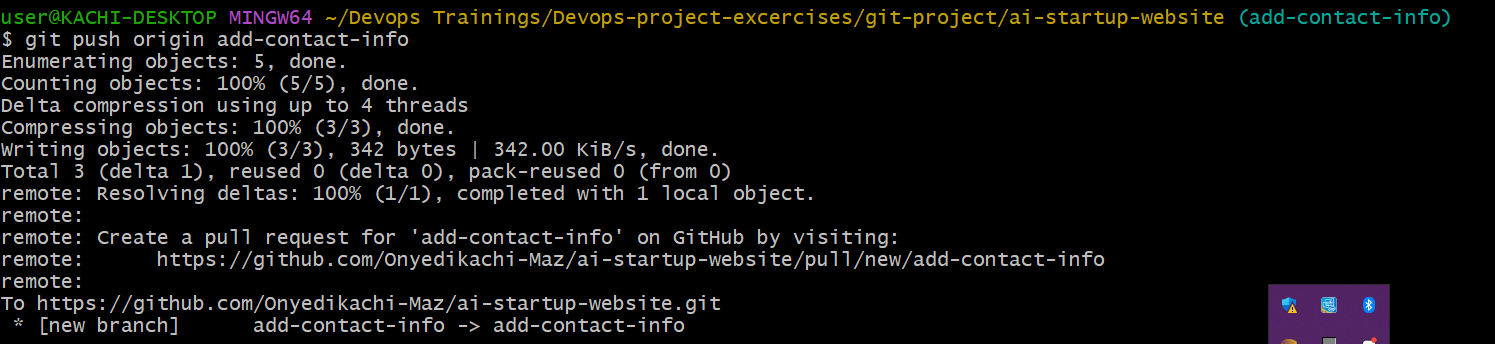 user@KACHI-DESKTOP MINGW64 ~/Devops Trainings/Devops-project-excercises/git-project/ai-startup-website (add-contact-info)
$ git push origin add-contact-info
Enumerating objects: 5, done.
Counting objects: 100% (5/5), done.
Delta compression using up to 4 threads
Compressing objects: 100% (3/3), done.
Writing objects: 100% (3/3), 342 bytes | 342.00 KiB/s, done.
Total 3 (delta 1), reused 0 (delta 0), pack-reused 0 (from 0)
remote: Resolving deltas: 100% (1/1), completed with 1 local object.
remote:
remote: Create a pull request for 'add-contact-info' on GitHub by visiting:
remote:      https://github.com/Onyedikachi-Maz/ai-startup-website/pull/new/add-contact-info
remote:
To https://github.com/Onyedikachi-Maz/ai-startup-website.git
 * [new branch]      add-contact-info -> add-contact-info